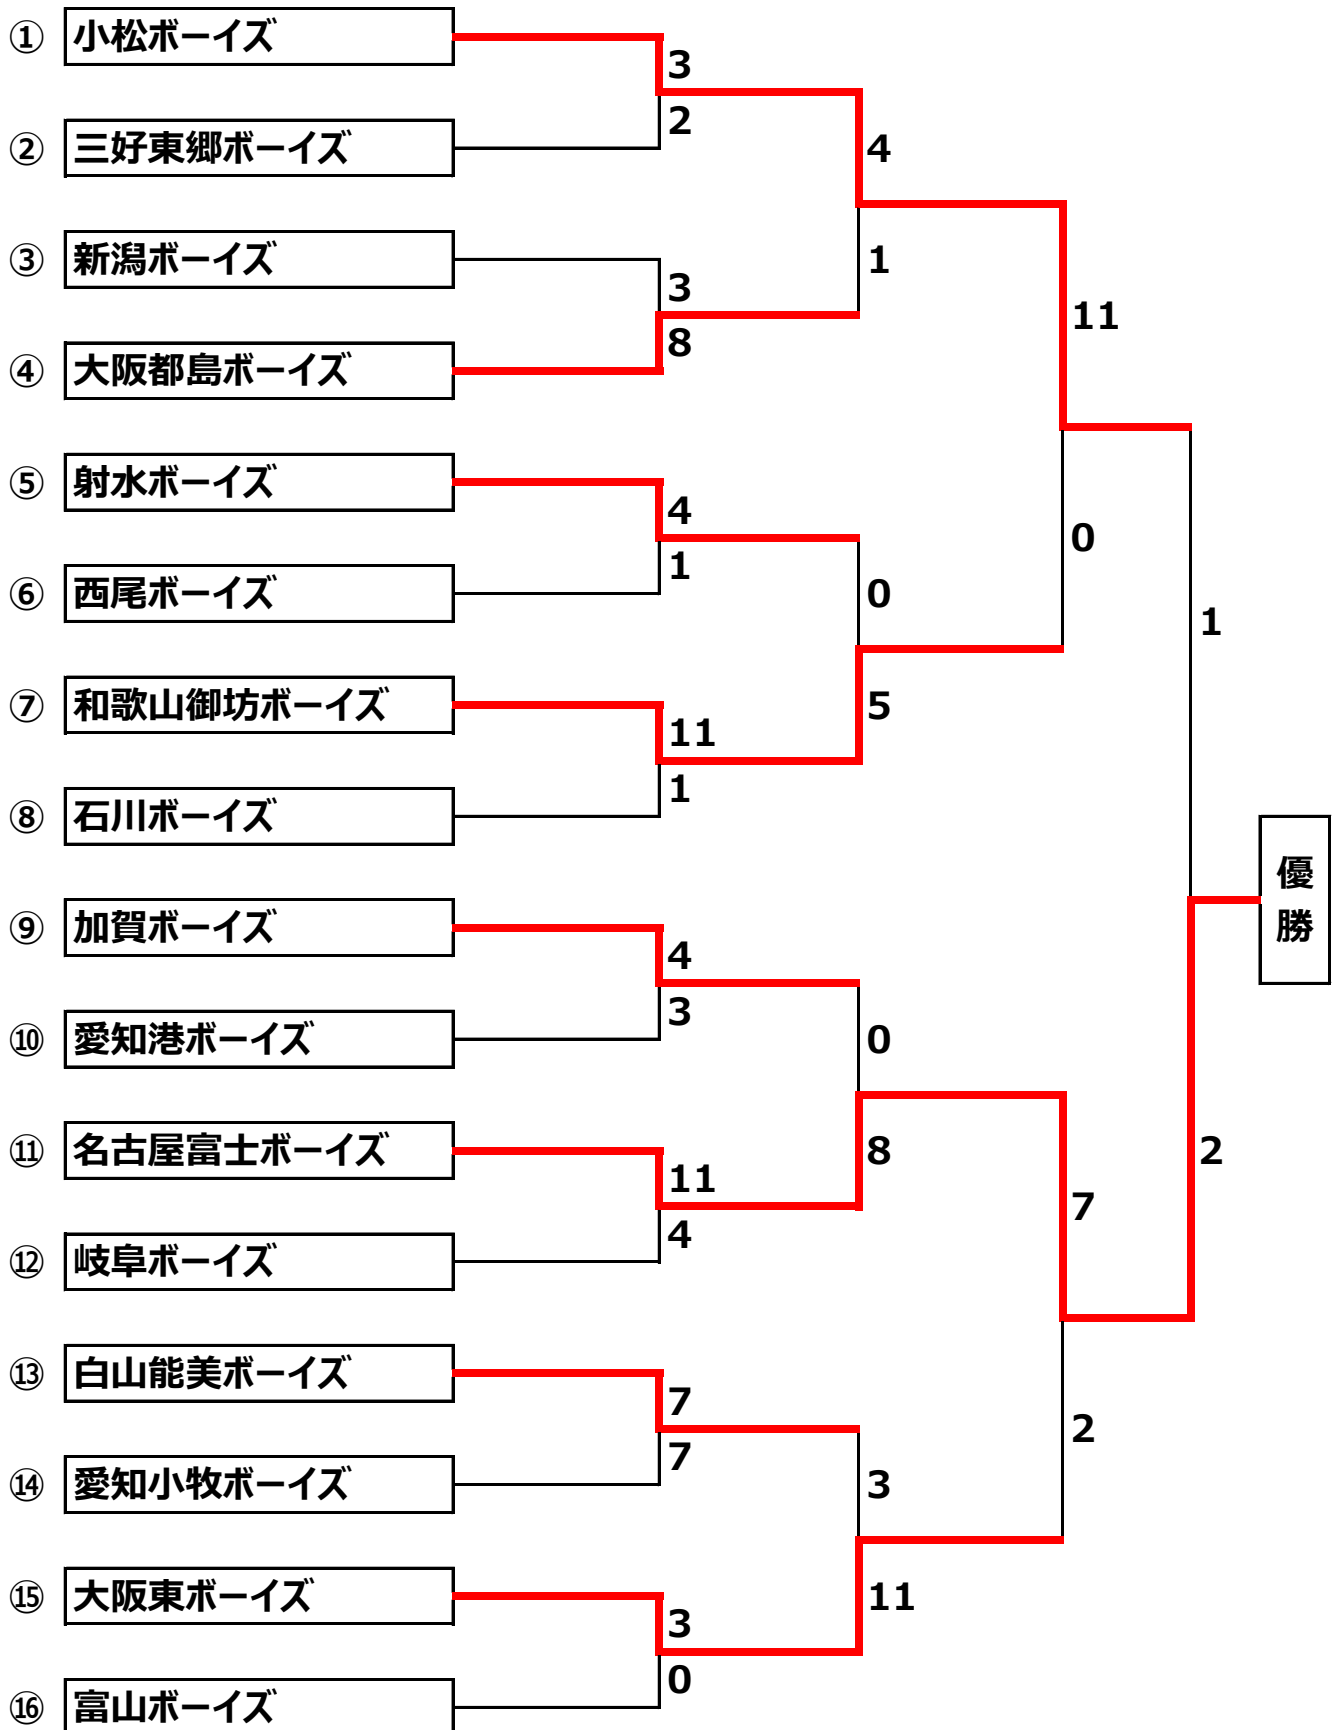 ① 小松ボーイズ
3
2
② 三好東郷ボーイズ
4
③ 新潟ボーイズ
1
3
8
11
④ 大阪都島ボーイズ
⑤ 射水ボーイズ
4
1
0
⑥ 西尾ボーイズ
0
1
⑦ 和歌山御坊ボーイズ
5
11
1
⑧ 石川ボーイズ
優
勝
⑨ 加賀ボーイズ
4
3
⑩ 愛知港ボーイズ
0
⑪ 名古屋富士ボーイズ
8
2
11
4
7
⑫ 岐阜ボーイズ
⑬ 白山能美ボーイズ
7
7
2
⑭ 愛知小牧ボーイズ
3
⑮ 大阪東ボーイズ
11
3
0
⑯ 富山ボーイズ